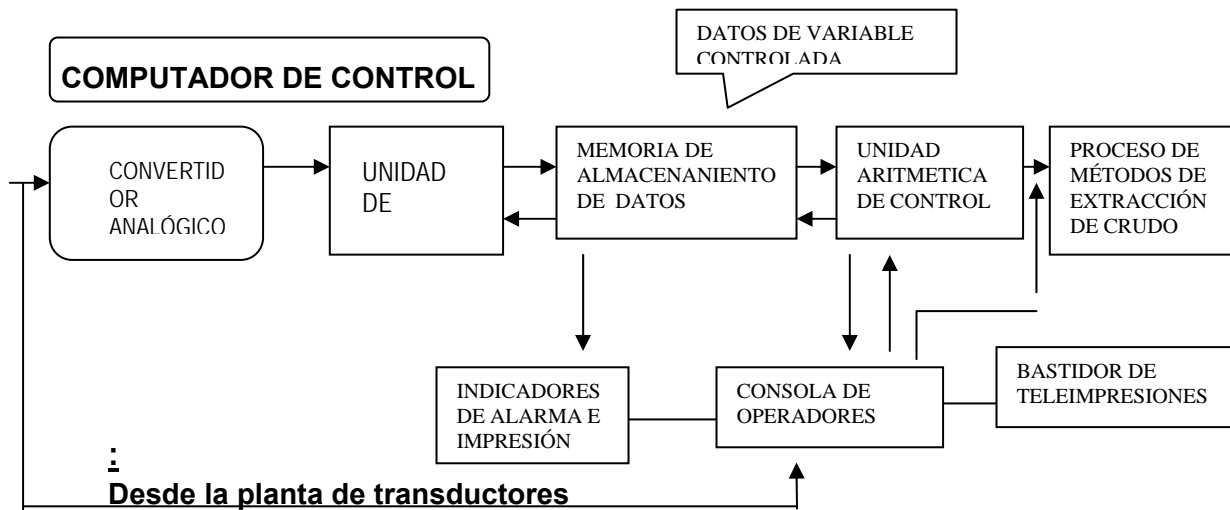 DATOS DE VARIABLE
CONTROLADA
COMPUTADOR DE CONTROL
CONVERTID
OR
ANALÓGICO
UNIDAD
DE
MEMORIA DE
ALMACENANIENTO
DE DATOS
UNIDAD
ARITMETICA
DE CONTROL
PROCESO DE
MÉTODOS DE
EXTRACCIÓN
DE CRUDO
INDICADORES
DE ALARMA E
IMPRESIÓN
CONSOLA DE
OPERADORES
BASTIDOR DE
TELEIMPRESIONES
:
Desde la planta de transductores